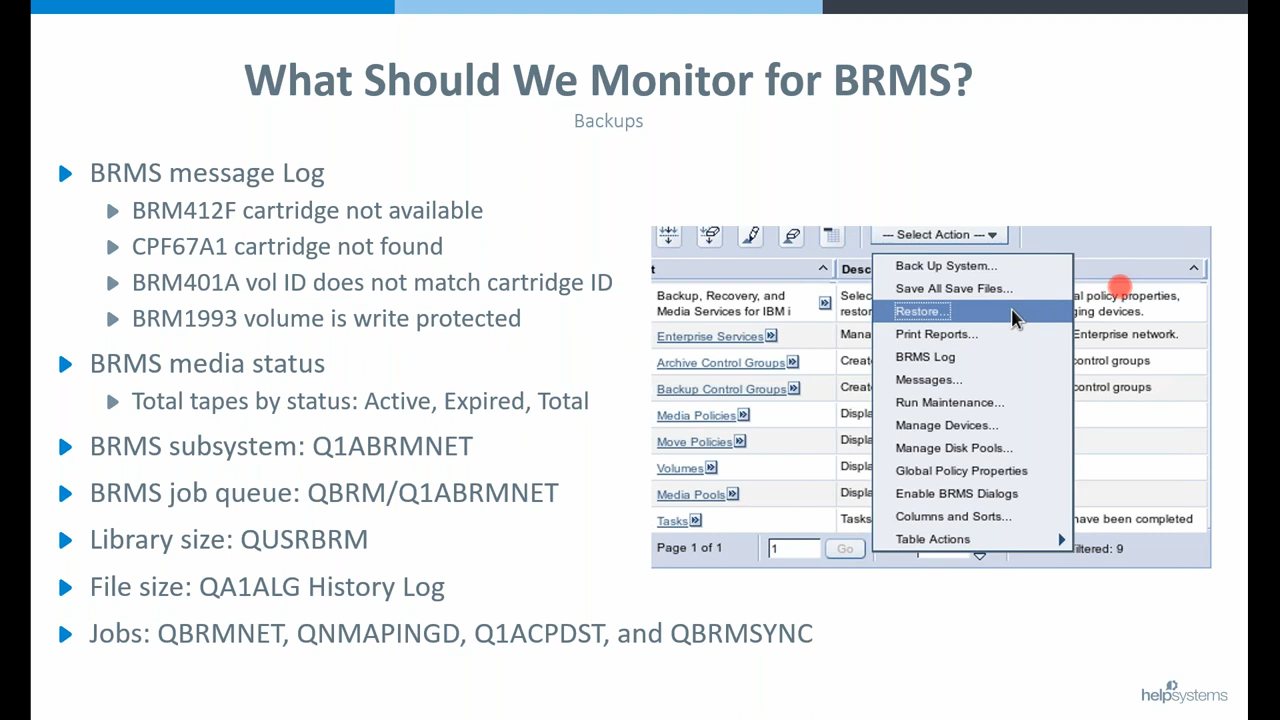 What Should We Monitor for BRMS?
Backups
BRMS message Log
BRM412F cartridge not available
CPF67A1 cartridge not found
BRM401A vol ID does not match cartridge ID
BRM1993 volume is write protected
BRMS media status
Total tapes by status: Active, Expired, Total
BRMS subsystem: Q1ABRMNET
BRMS job queue: QBRM/Q1ABRMNET
Library size: QUSRBRM
File size: QA1ALG History Log
Jobs: QBRMNET, QNMAPINGD, Q1ACPDST, and QBRMSYNC
--- Select Action ---
t
Desc
Backup, Recovery, and
Media Services for IBM i
Selec
restor
al policy properties,
ging devices.
Enterprise Services
Mana
Enterprise network.
Archive Control Groups
Create
control groups
Backup Control Groups
Create
control groups
Media Policies
Displa
Move Policies
Displa
Volumes
Displa
Media Pools
Displa
Tasks
Tasks
have been completed
Page 1 of 1
1
Go
iltered: 9
Back Up System...
Save All Save Files...
Restore...
Print Reports...
BRMS Log
Messages...
Run Maintenance...
Manage Devices...
Manage Disk Pools...
Global Policy Properties
Enable BRMS Dialogs
Columns and Sorts...
Table Actions
helpsystems